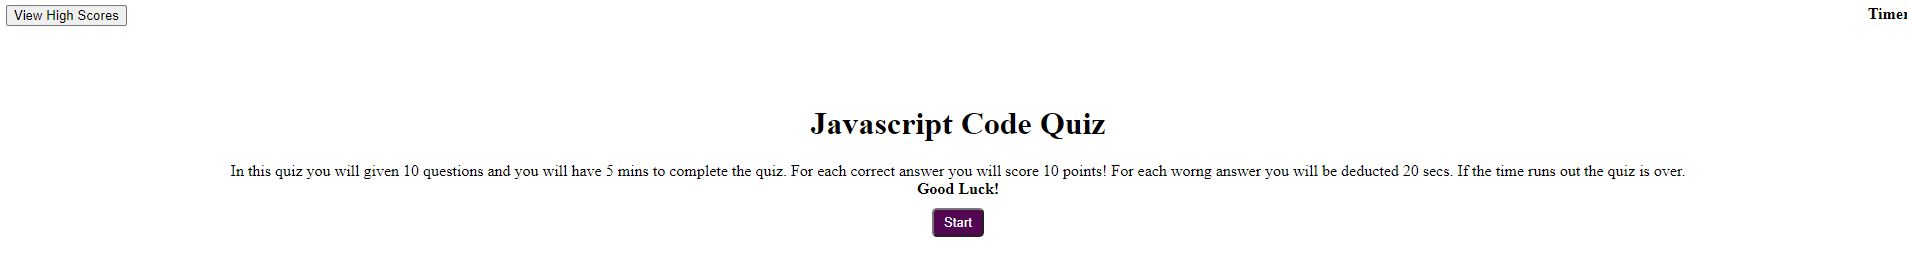 View High Scores
Timer
Javascript Code Quiz
In this quiz you will given 10 questions and you will have 5 mins to complete the quiz. For each correct answer you will score 10 points! For each worng answer you will be deducted 20 secs. If the time runs out the quiz is over.
Good Luck!
Start